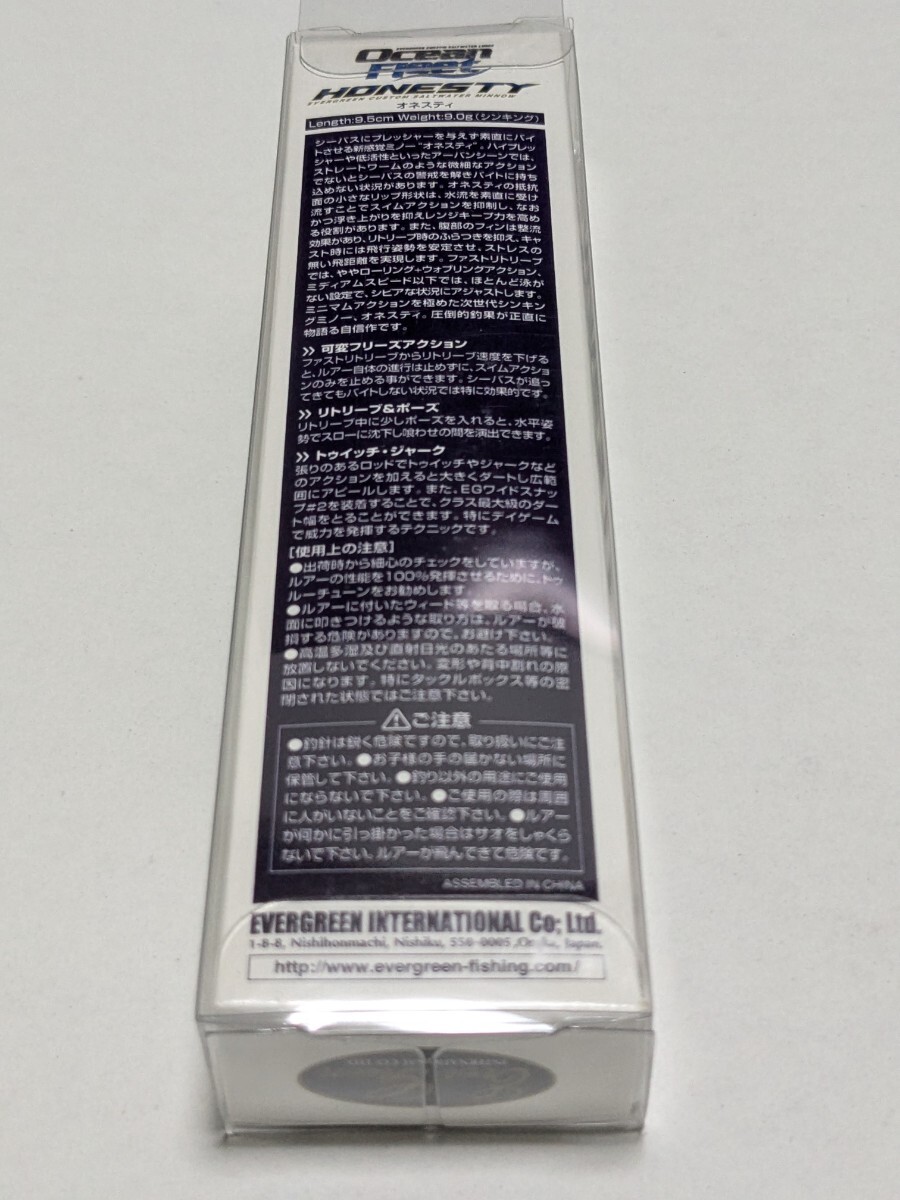 EVERGREEN CUSTOM SALTWATER LURES
Ocean
Fleet
HONESTY
EVERGREEN CUSTOM SALTWATER MINNOW
オネスティ
Length:9.5cm Weight:9.0g(シンキング)
シーバスにプレッシャーを与えず素直にバイ
トさせる新感覚ミノー"オネスティ"。ハイプレッ
シャーや低活性といったアーバンシーンでは、
ストレートワームのような微細なアクション
でないとシーバスの警戒を解きバイトに持ち
込めない状況があります。オネスティの抵抗
面の小さなリップ形状は、水流を素直に受け
流すことでスイムアクションを抑制し、なお
かつ浮き上がりを抑えレンジキープ力を高め
る役割があります。また、腹部のフィンは整流
効果があり、リトリーブ時のふらつきを抑え、キャ
スト時には飛行姿勢を安定させ、ストレスの
無い飛距離を実現します。ファストリトリーブ
では、ややローリング+ウォブリングアクション、
ミディアムスピード以下では、ほとんど泳が
ない設定で、シビアな状況にアジャストします。
ミニマムアクションを極めた次世代シンキン
グミノー、オネスティ。圧倒的釣果が正直に
物語る自信作です。
>> 可変フリーズアクション
ファストリトリーブからリトリーブ速度を下げる
と、ルアー自体の進行は止めずに、スイムアクショ
ンのみを止める事ができます。シーバスが追っ
てきてもバイトしない状況では特に効果的です。
>> リトリーブ&ポーズ
リトリーブ中に少しポーズを入れると、水平姿
勢でスローに沈下し喰わせの間を演出できます。
>> トゥイッチ・ジャーク
張りのあるロッドでトゥイッチやジャークなど
のアクションを加えると大きくダートし広範
囲にアピールします。また、EGワイドスナッ
プ#2を装着することで、クラス最大級のダー
ト幅をとることができます。特にデイゲーム
で威力を発揮するテクニックです。
[使用上の注意]
●出荷時から細心のチェックをしていますが、
ルアーの性能を100%発揮させるために、トゥ
ルーチューンをお勧めします。
●ルアーに付いたウィード等を取る場合、水
面に叩きつけるような取り方は、ルアーが破
損する危険がありますので、お避け下さい。
●高温多湿及び直射日光のあたる場所等に
放置しないでください。変形や背中割れの原
因になります。特にタックルボックス等の密
閉された状態ではご注意下さい。
ご注意
●釣針は鋭く危険ですので、取り扱いにご注
意下さい。●お子様の手の届かない場所に
保管して下さい。●釣り以外の用途にご使用
にならないで下さい。●ご使用の際は周囲
に人がいないことをご確認下さい。●ルアー
が何かに引っ掛かった場合はサオをしゃくら
ないで下さい。ルアーが飛んできて危険です。
ASSEMBLED IN CHINA
EVERGREEN INTERNATIONAL Co; Ltd.
1-8-8, Nishihonmachi, Nishiku, 550-0005, Japan.
http://www.evergreen-fishing.com/